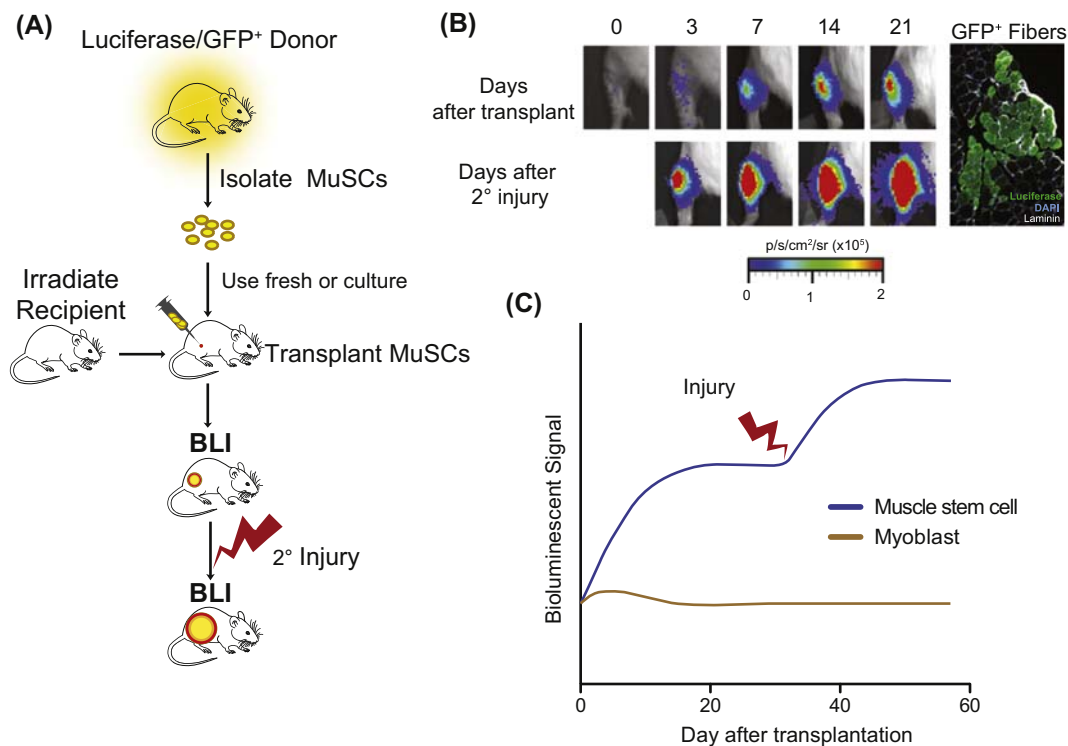 (A)
Luciferase/GFP⁺ Donor
Isolate MuSCs
Use fresh or culture
Irradiate
Recipient
Transplant MuSCs
BLI
2° Injury
BLI
(B)
0 3 7 14 21 GFP⁺ Fibers
Days
after transplant
Days after
2° injury
Luciferase
DAPI
Laminin
p/s/cm²/sr (x10⁵)
0 1 2
(C)
Injury
Muscle stem cell
Myoblast
Bioluminescent Signal
0 20 40 60
Day after transplantation